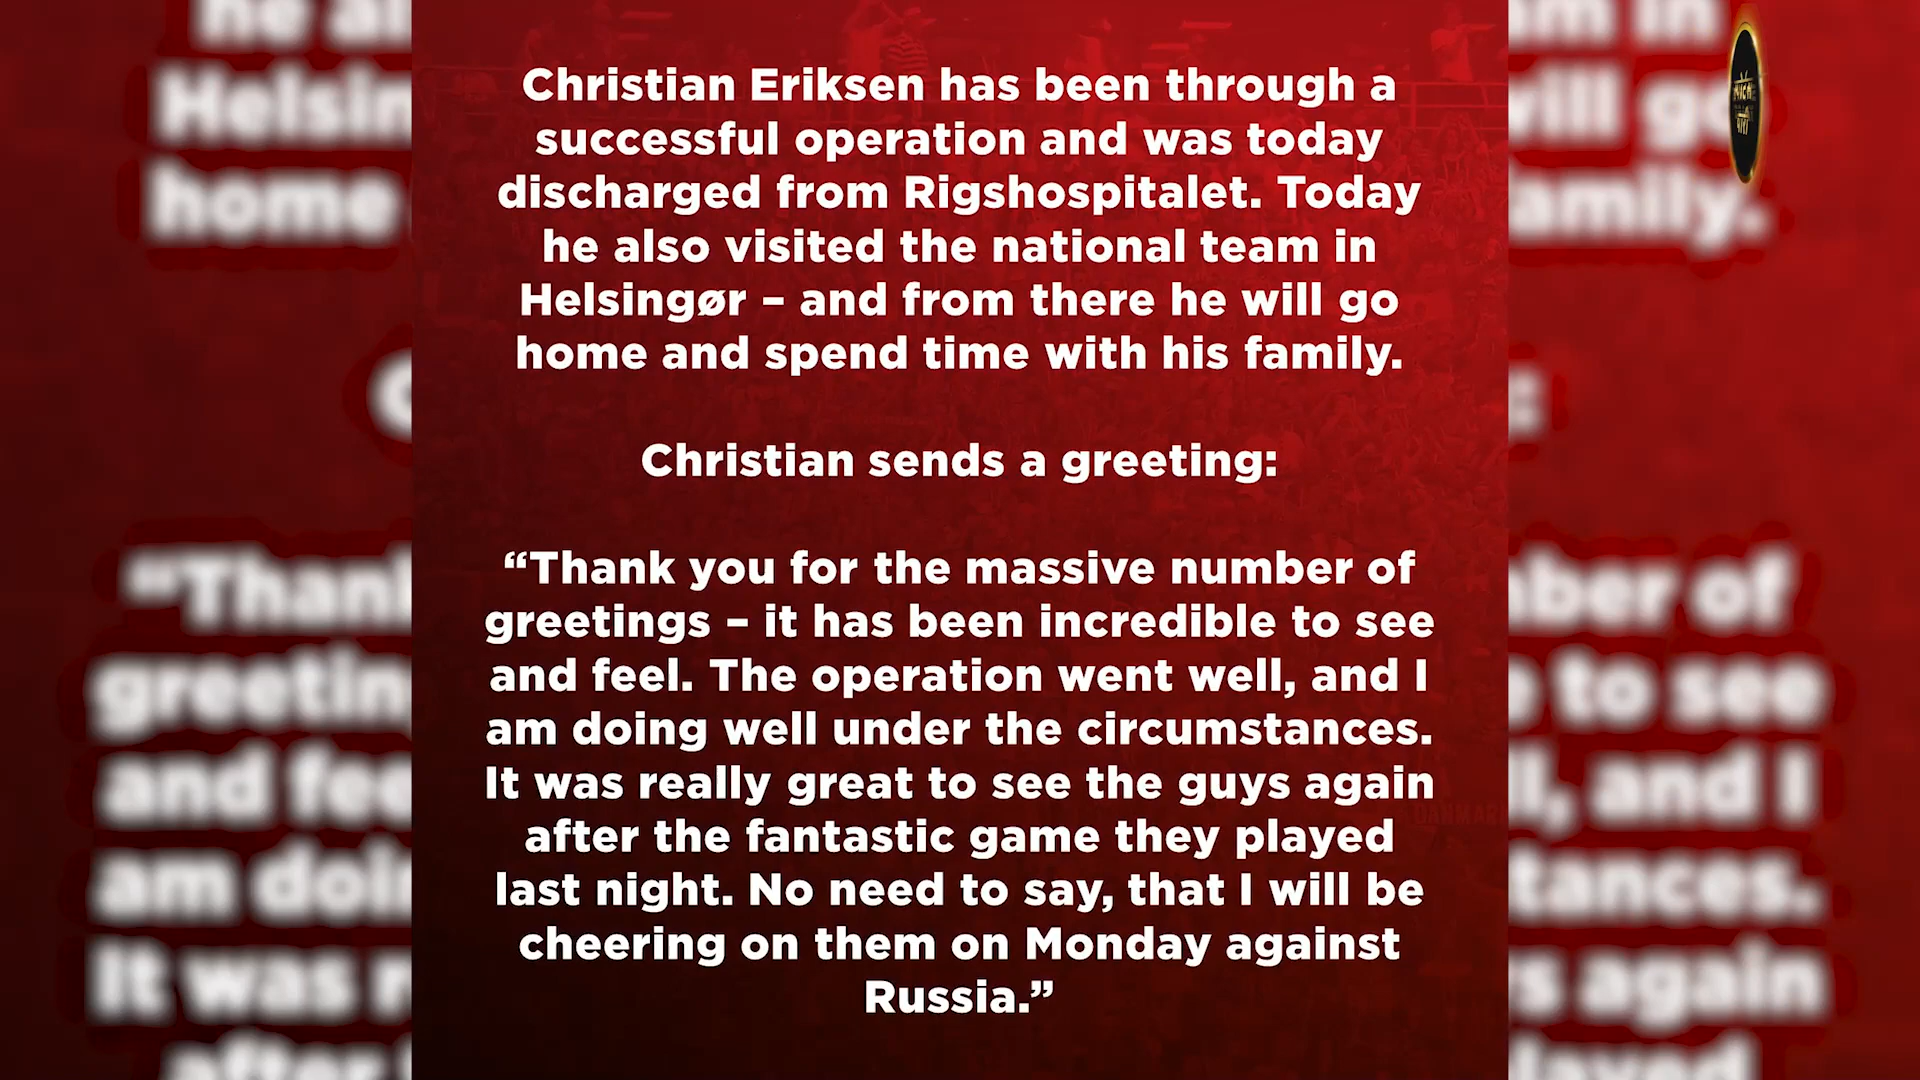 Christian Eriksen has been through a
successful operation and was today
discharged from Rigshospitalet. Today
he also visited the national team in
Helsingør – and from there he will go
home and spend time with his family.
Christian sends a greeting:
“Thank you for the massive number of
greetings – it has been incredible to see
and feel. The operation went well, and I
am doing well under the circumstances.
It was really great to see the guys again
after the fantastic game they played
last night. No need to say, that I will be
cheering on them on Monday against
Russia.”